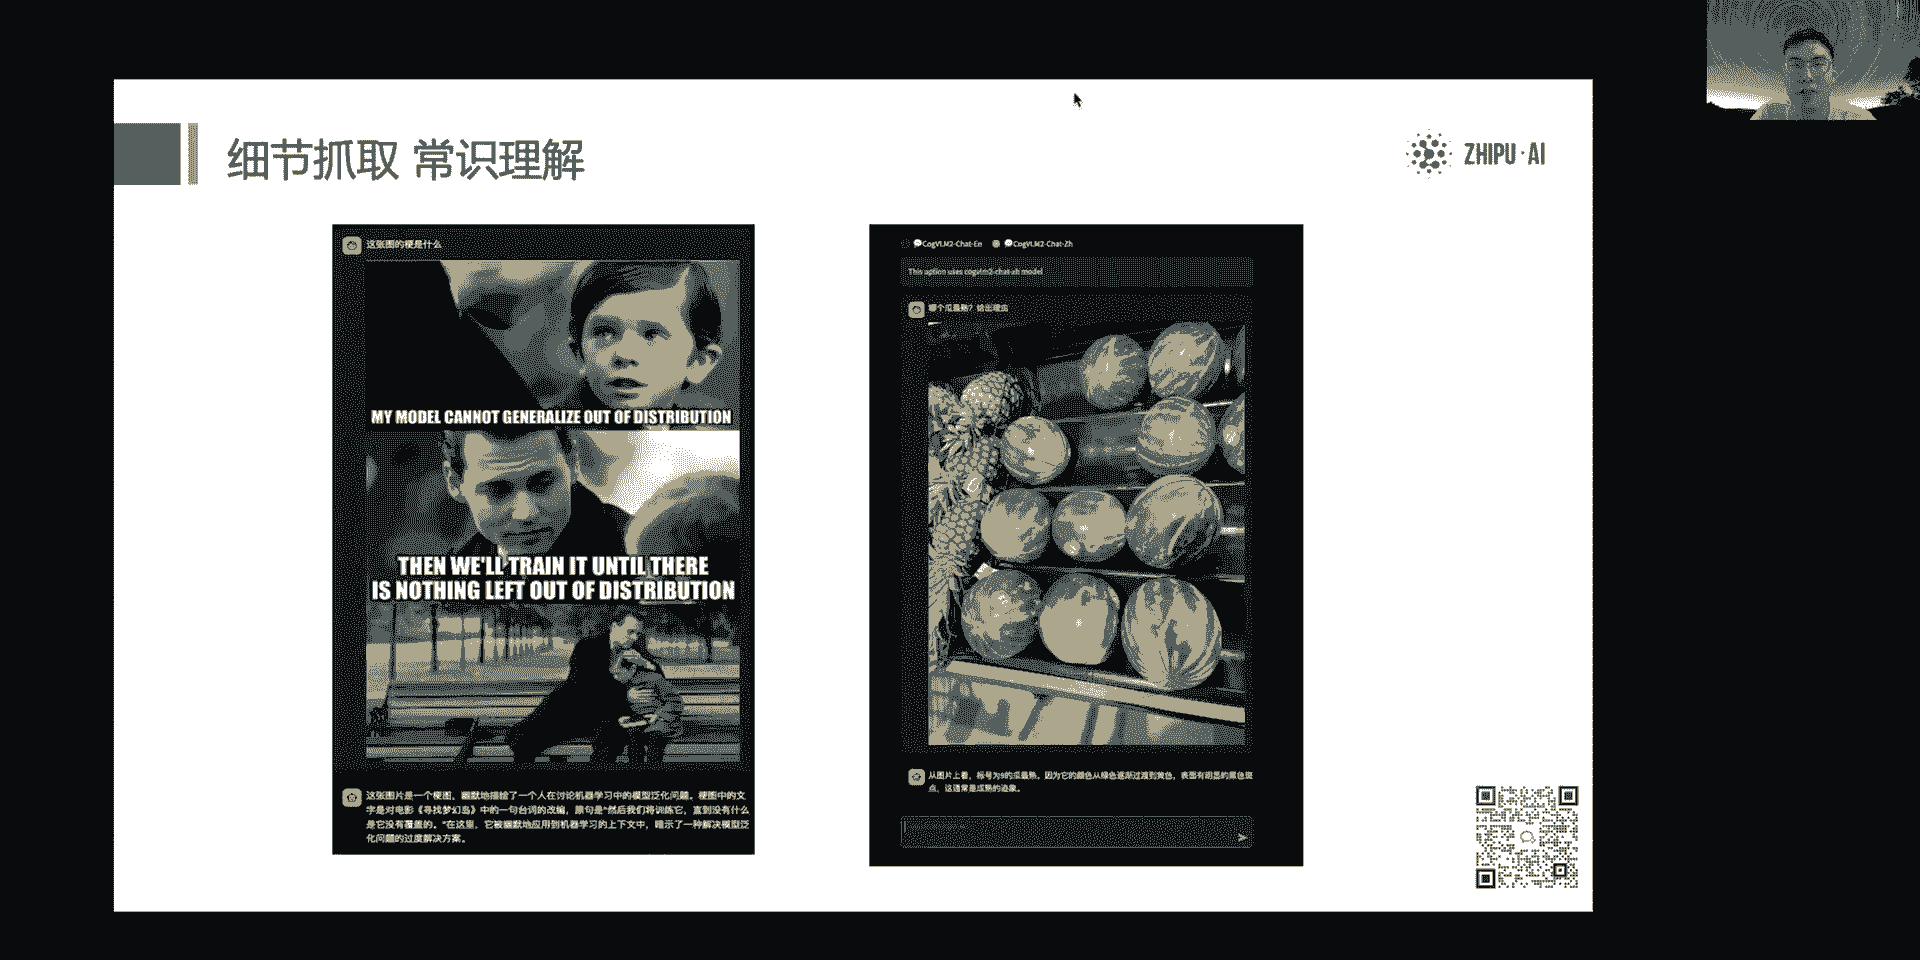 细节抓取 常识理解
ZHIPU·AI
这张图的梗是什么
MY MODEL CANNOT GENERALIZE OUT OF DISTRIBUTION
THEN WE'LL TRAIN IT UNTIL THERE
IS NOTHING LEFT OUT OF DISTRIBUTION
这张图片是一个梗图，幽默地描绘了一个人在讨论机器学习中的模型泛化问题。梗图中的文
字是对电影《寻找梦幻岛》中的一句台词的改编，原句是“然后我们将训练它，直到没有什么
是它没有覆盖的。”在这里，它被幽默地应用到机器学习的上下文中，暗示了一种解决模型泛
化问题的过度解决方案。
CogVLM2-Chat-En CogVLM2-Chat-Zh
This option uses cogvlm2-chat-zh model
哪个瓜最熟？给出理由
从图片上看，标号为9的瓜最熟，因为它的颜色从绿色逐渐过渡到黄色，表面有明显的黑色斑
点，这通常是成熟的迹象。